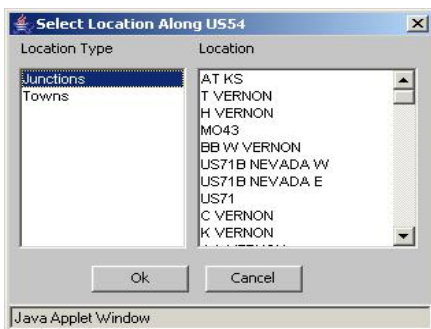 Select Location Along US54
Location Type Location
Junctions
Towns
AT KS
T VERNON
H VERNON
MO43
BB W VERNON
US71B NEVADA W
US71B NEVADA E
US71
C VERNON
K VERNON
Ok Cancel
Java Applet Window